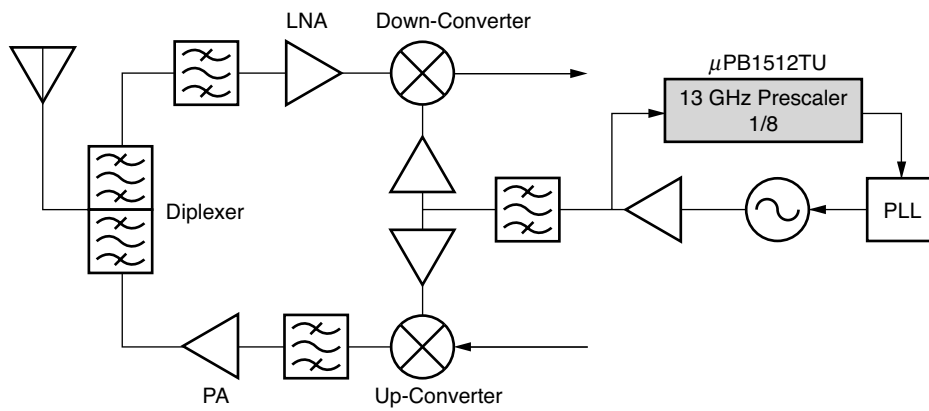 LNA
Down-Converter
μPB1512TU
13 GHz Prescaler
1/8
Diplexer
PLL
PA
Up-Converter